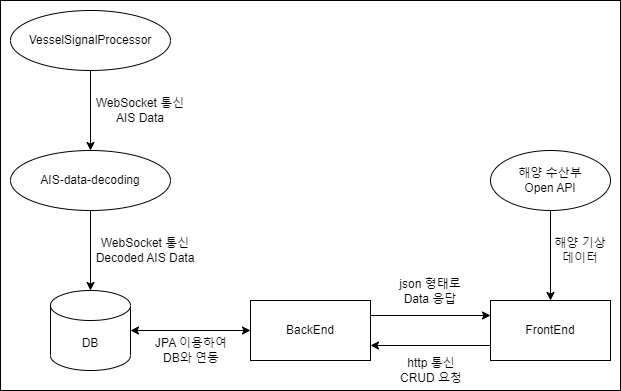 VesselSignalProcessor
WebSocket 통신
AIS Data
AIS-data-decoding
해양 수산부
Open API
WebSocket 통신
Decoded AIS Data
해양 기상
데이터
json 형태로
Data 응답
DB
BackEnd
FrontEnd
JPA 이용하여
DB와 연동
http 통신
CRUD 요청